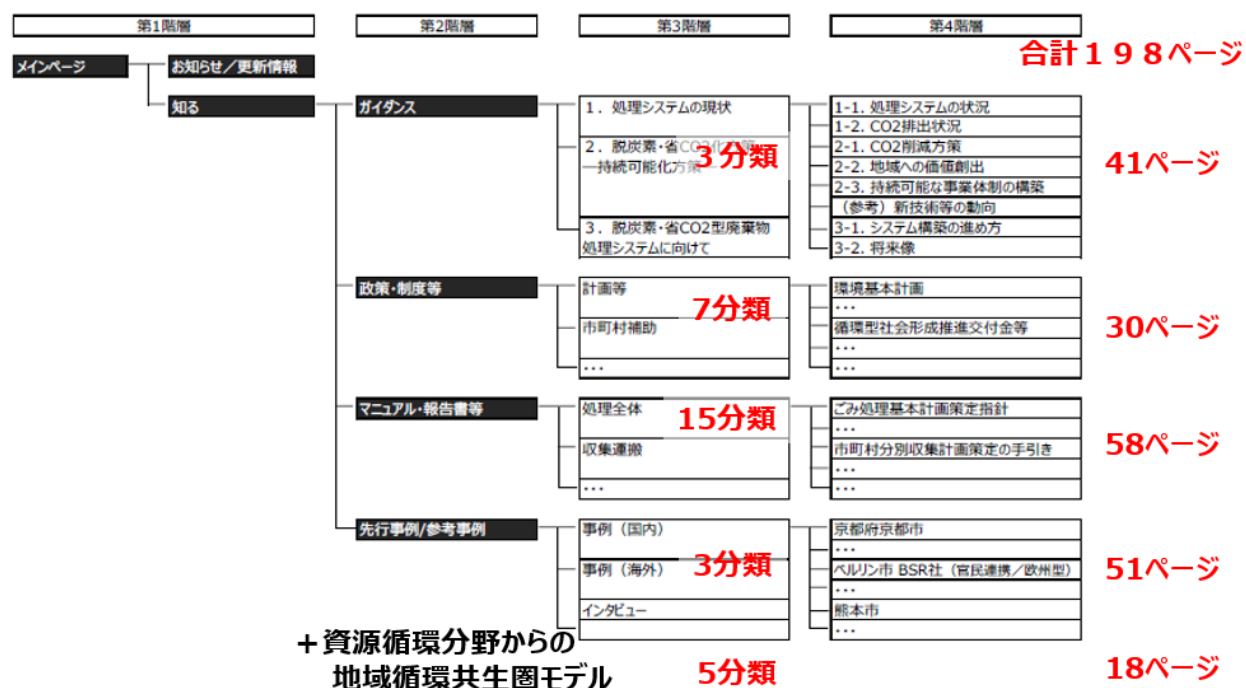 第1階層
第2階層
第3階層
第4階層
合計198ページ
メインページ
お知らせ/更新情報
知る
ガイダンス
1. 処理システムの現状
2. 脱炭素・省CO2化方策
―持続可能化方策―
3分類
3. 脱炭素・省CO2型廃棄物
処理システムに向けて
1-1. 処理システムの状況
1-2. CO2排出状況
2-1. CO2削減方策
2-2. 地域への価値創出
2-3. 持続可能な事業体制の構築
(参考)新技術等の動向
3-1. システム構築の進め方
3-2. 将来像
41ページ
政策・制度等
計画等
7分類
市町村補助
・・・
環境基本計画
・・・
循環型社会形成推進交付金等
・・・
・・・
30ページ
マニュアル・報告書等
処理全体
15分類
収集運搬
・・・
ごみ処理基本計画策定指針
・・・
市町村分別収集計画策定の手引き
・・・
・・・
58ページ
先行事例/参考事例
事例(国内)
事例(海外)
3分類
インタビュー
京都府京都市
・・・
ベルリン市 BSR社(官民連携/欧州型)
・・・
熊本市
・・・
51ページ
+資源循環分野からの
地域循環共生圏モデル
5分類
18ページ